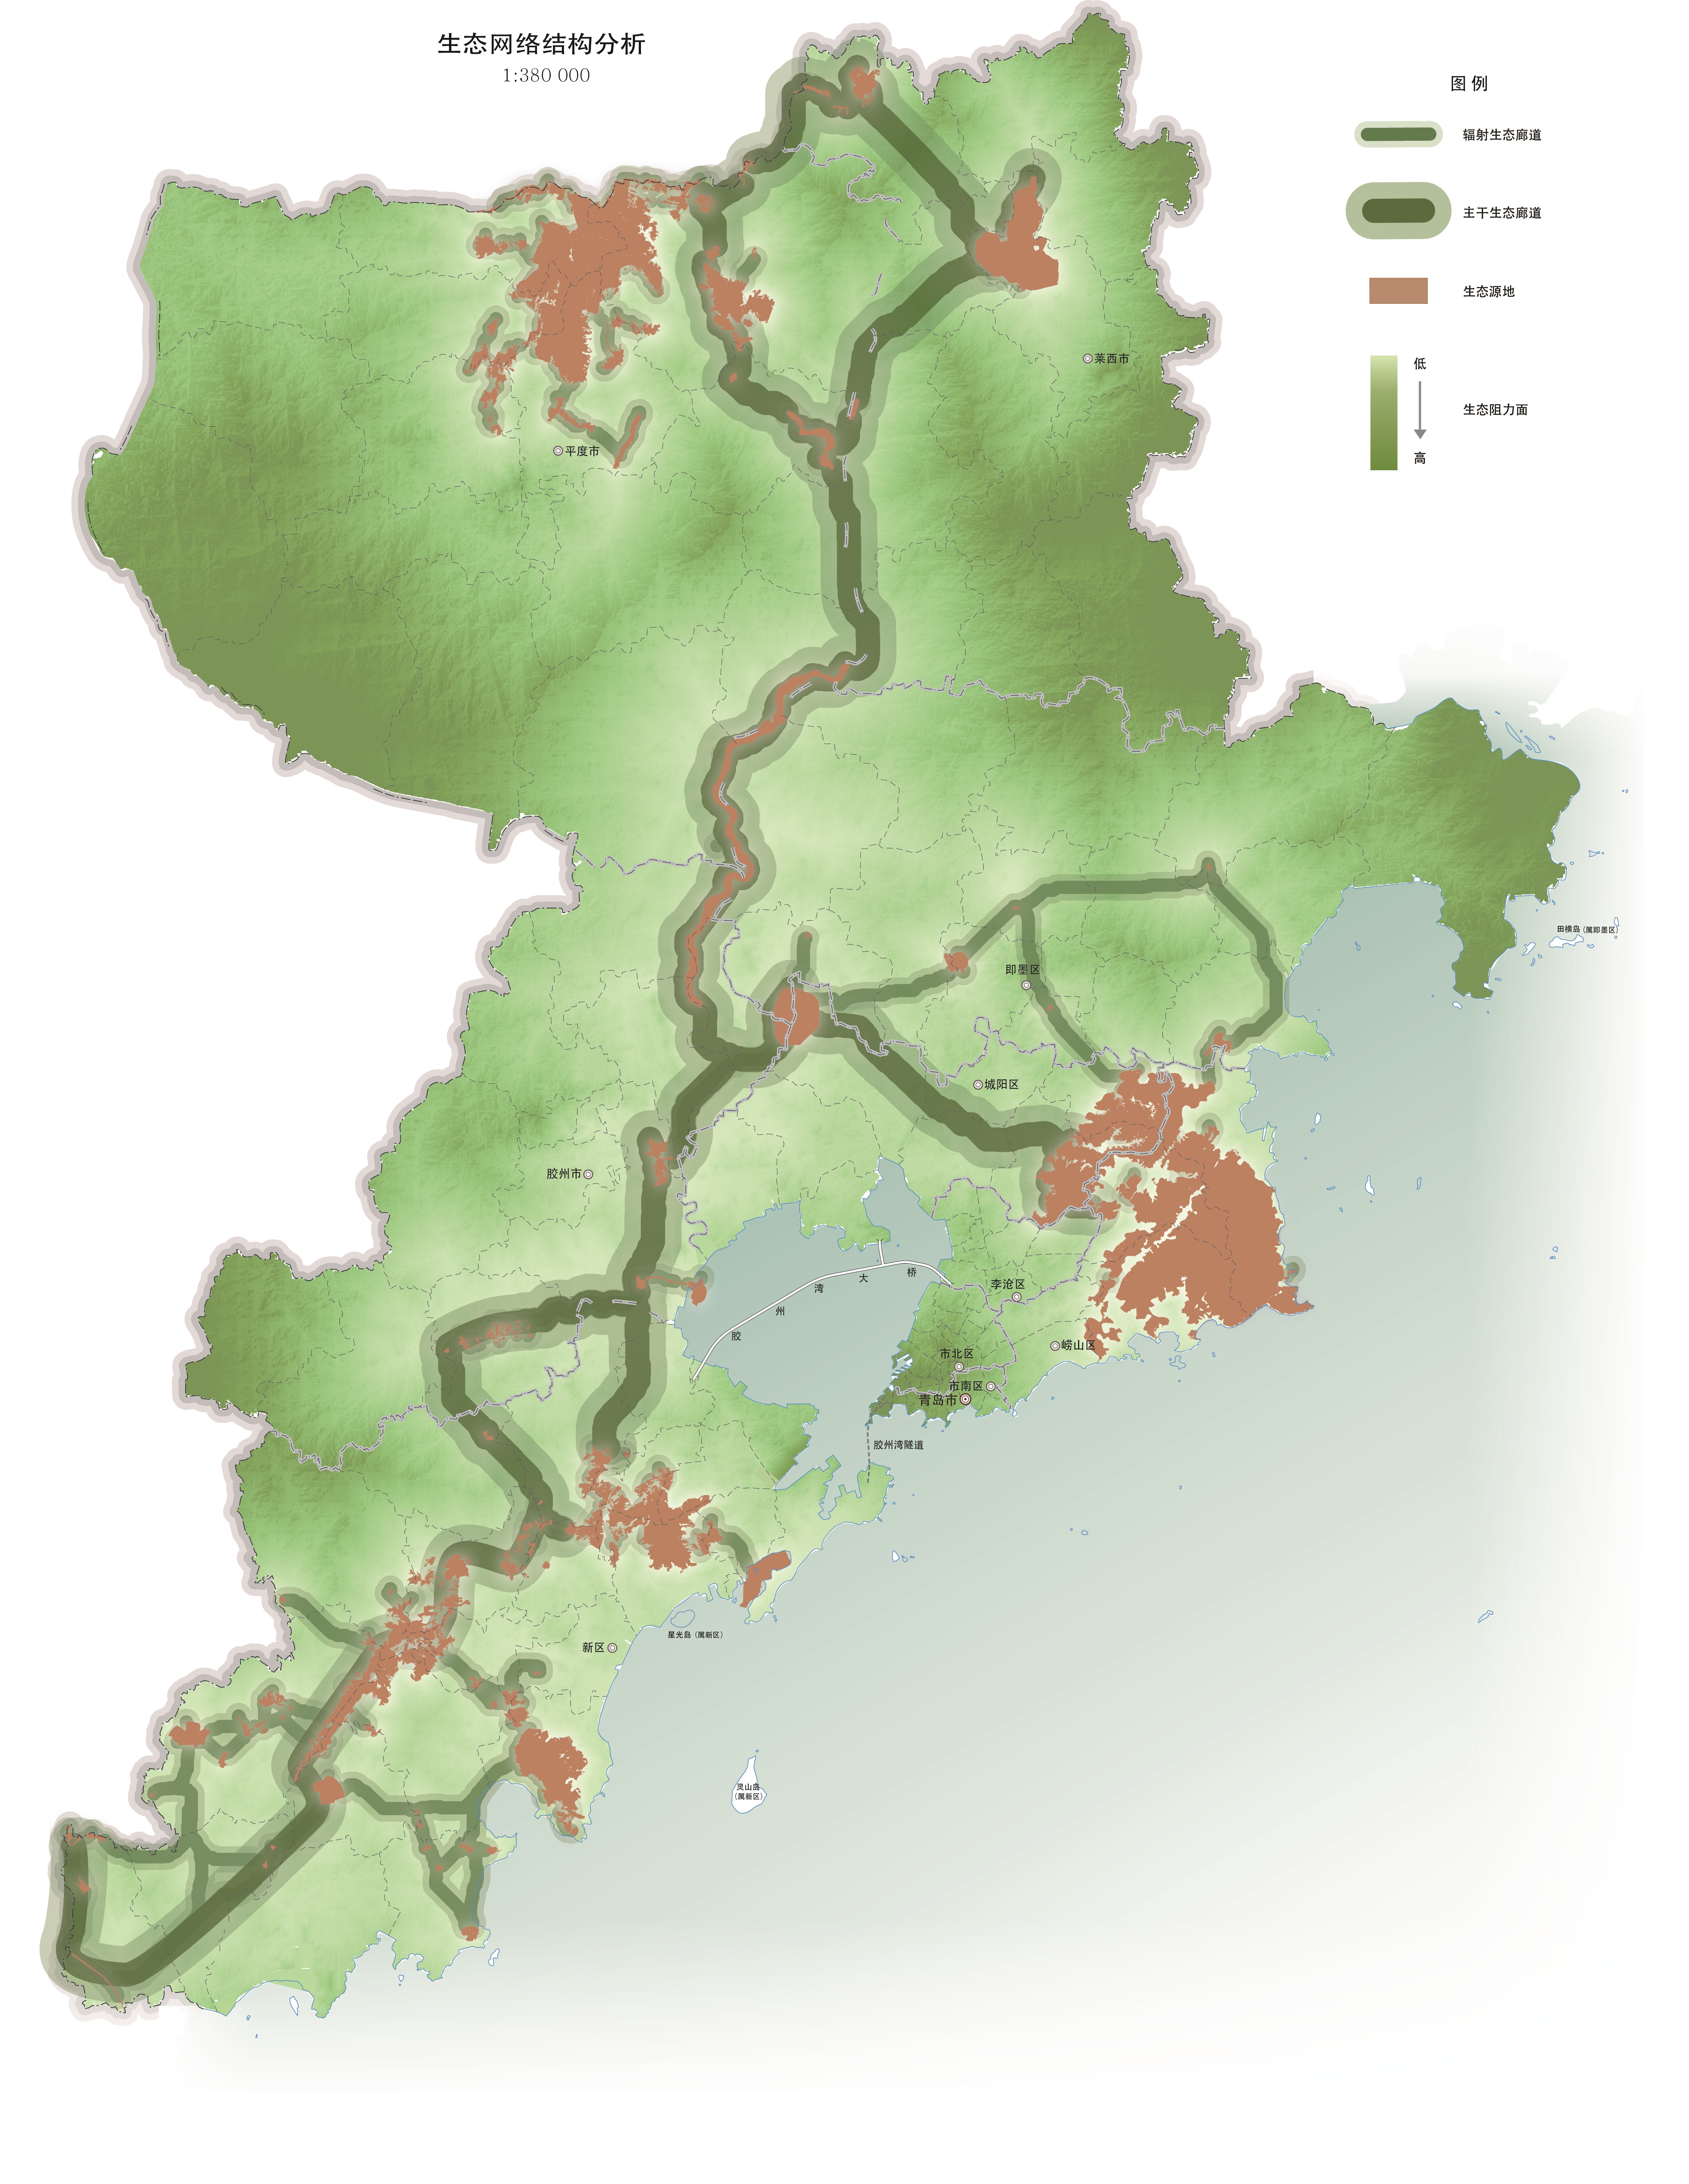 生态网络结构分析
1:380 000
图 例
辐射生态廊道
主干生态廊道
生态源地
低
生态阻力面
高
莱西市
平度市
田横岛(属即墨区)
即墨区
城阳区
胶州市
胶 州 湾 大 桥
李沧区
崂山区
市北区
市南区
青岛市
胶州湾隧道
星光岛(属新区)
新区
灵山岛
(属新区)